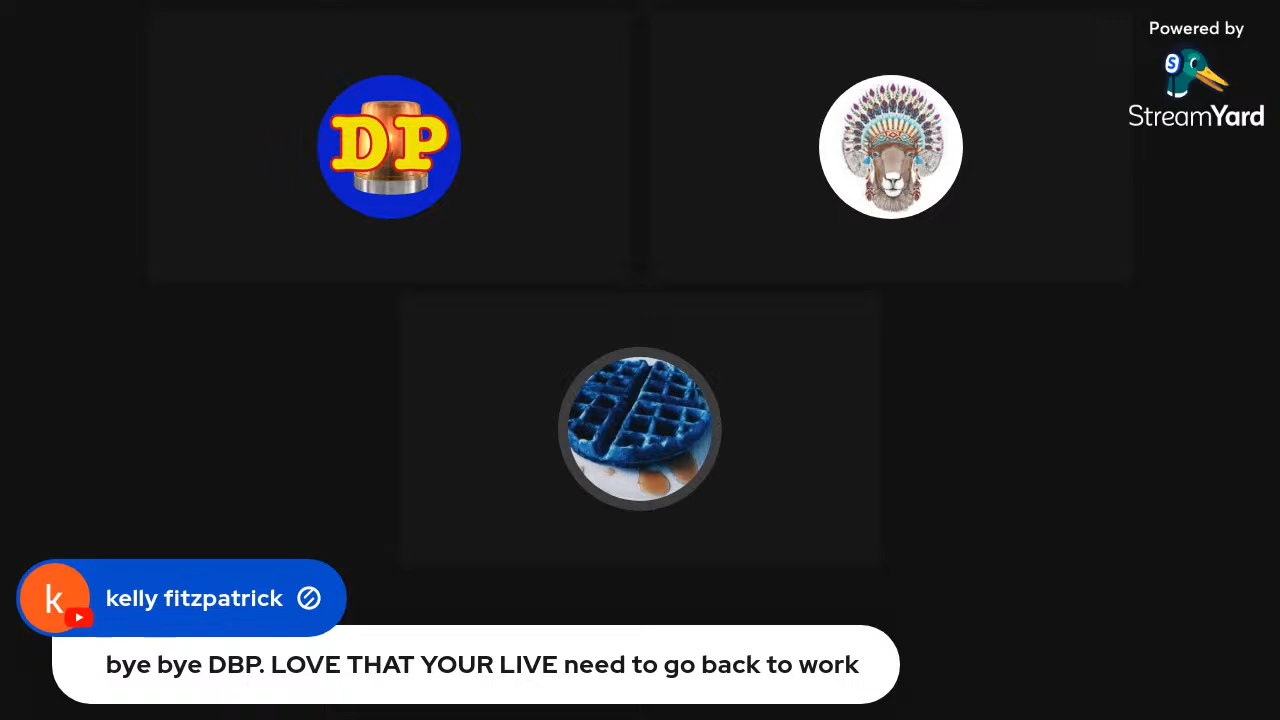 Powered by
S
StreamYard
DP
k
kelly fitzpatrick
bye bye DBP. LOVE THAT YOUR LIVE need to go back to work